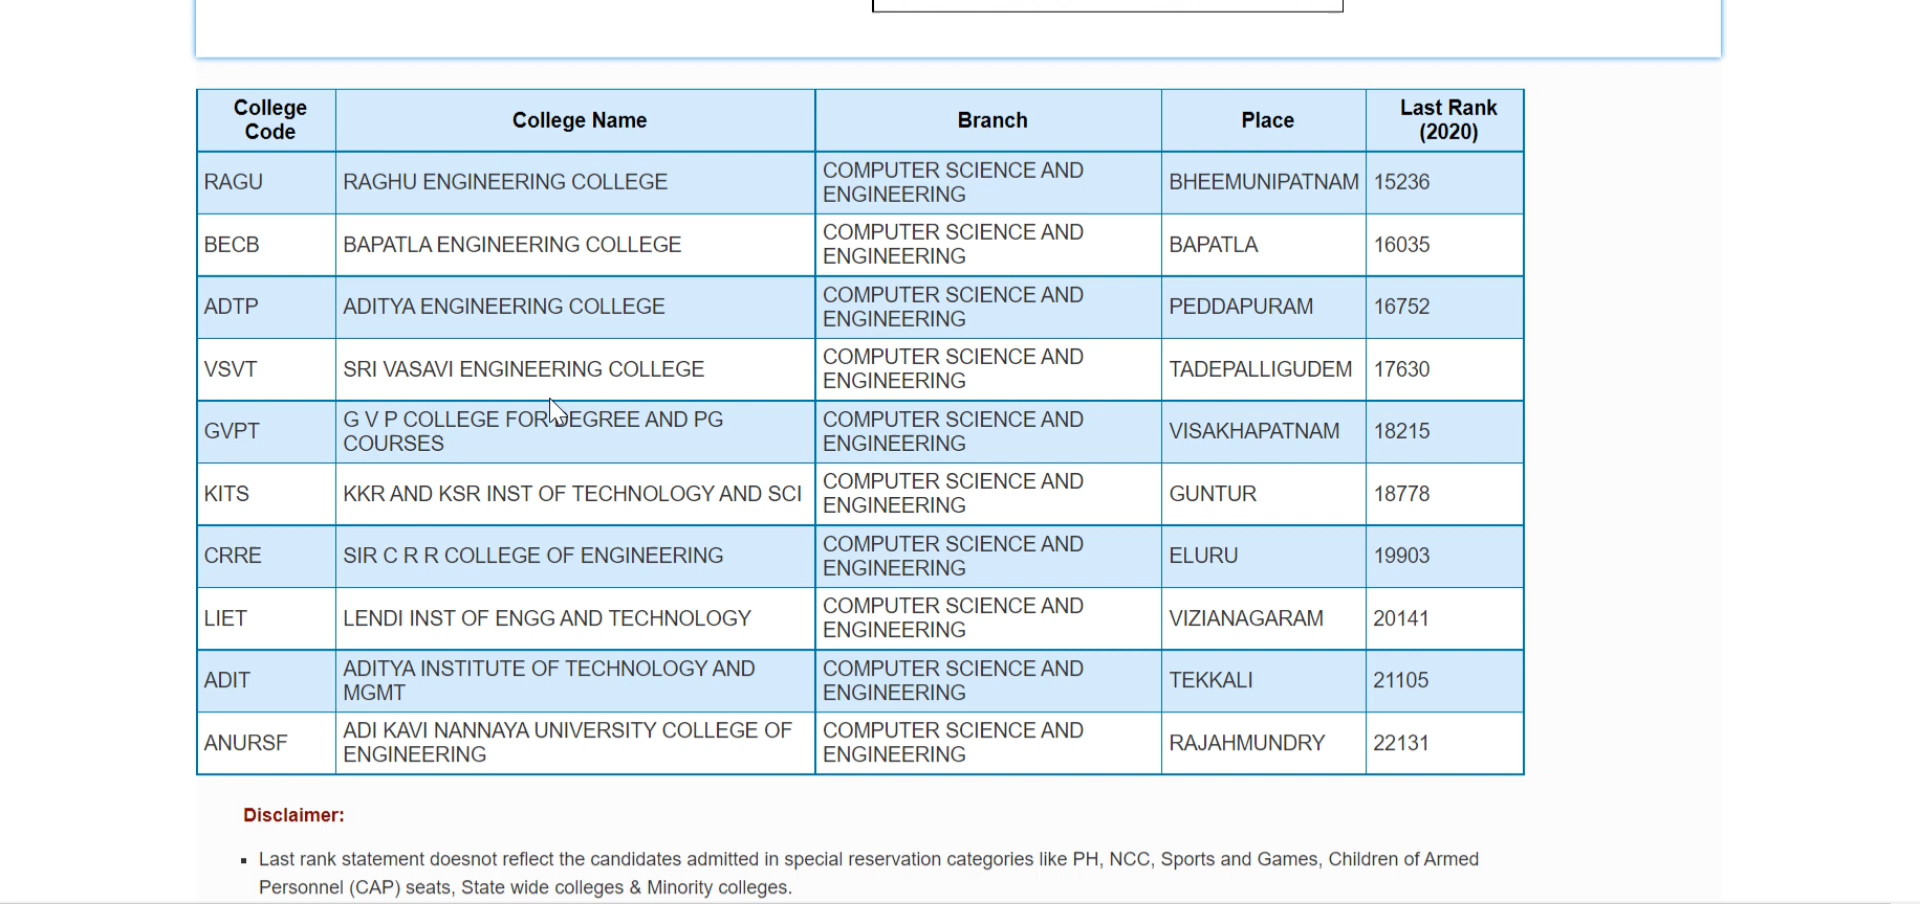 College
Code
College Name
Branch
Place
Last Rank
(2020)
RAGU
RAGHU ENGINEERING COLLEGE
COMPUTER SCIENCE AND
ENGINEERING
BHEEMUNIPATNAM
15236
BECB
BAPATLA ENGINEERING COLLEGE
COMPUTER SCIENCE AND
ENGINEERING
BAPATLA
16035
ADTP
ADITYA ENGINEERING COLLEGE
COMPUTER SCIENCE AND
ENGINEERING
PEDDAPURAM
16752
VSVT
SRI VASAVI ENGINEERING COLLEGE
COMPUTER SCIENCE AND
ENGINEERING
TADEPALLIGUDEM
17630
GVPT
G V P COLLEGE FOR DEGREE AND PG
COURSES
COMPUTER SCIENCE AND
ENGINEERING
VISAKHAPATNAM
18215
KITS
KKR AND KSR INST OF TECHNOLOGY AND SCI
COMPUTER SCIENCE AND
ENGINEERING
GUNTUR
18778
CRRE
SIR C R R COLLEGE OF ENGINEERING
COMPUTER SCIENCE AND
ENGINEERING
ELURU
19903
LIET
LENDI INST OF ENGG AND TECHNOLOGY
COMPUTER SCIENCE AND
ENGINEERING
VIZIANAGARAM
20141
ADIT
ADITYA INSTITUTE OF TECHNOLOGY AND
MGMT
COMPUTER SCIENCE AND
ENGINEERING
TEKKALI
21105
ANURSF
ADI KAVI NANNAYA UNIVERSITY COLLEGE OF
ENGINEERING
COMPUTER SCIENCE AND
ENGINEERING
RAJAHMUNDRY
22131
Disclaimer:
▪ Last rank statement doesnot reflect the candidates admitted in special reservation categories like PH, NCC, Sports and Games, Children of Armed
Personnel (CAP) seats, State wide colleges & Minority colleges.